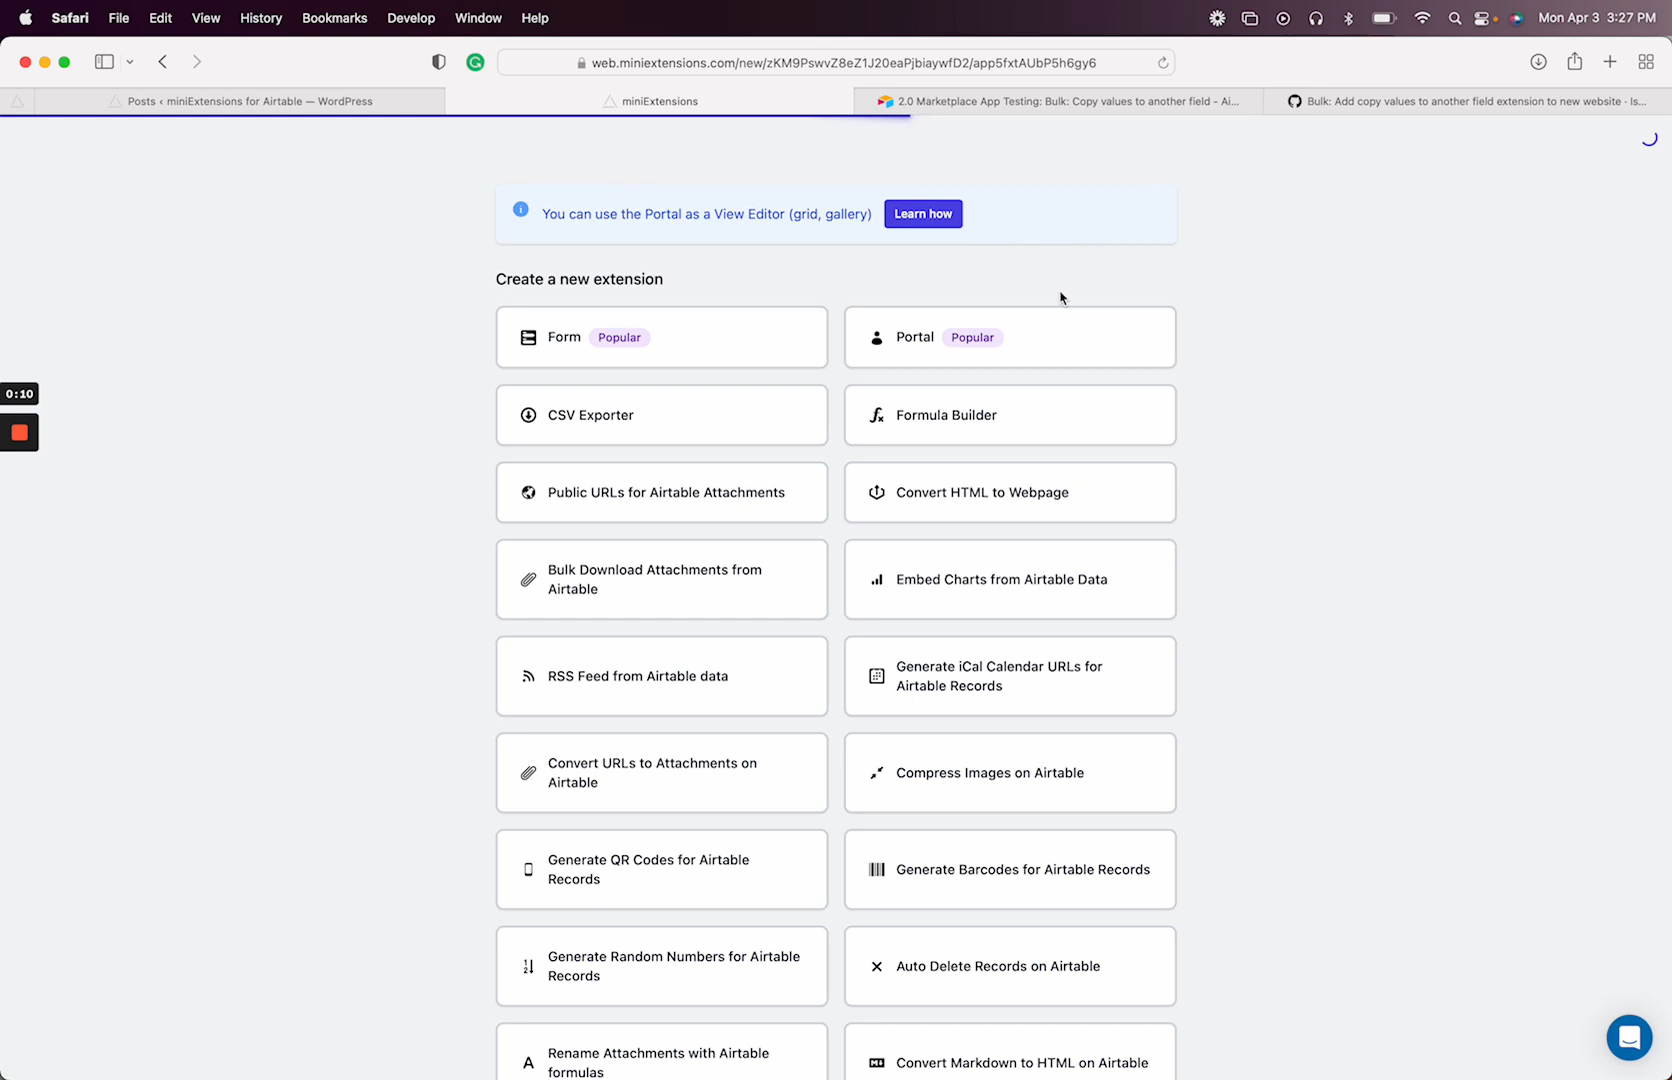 Safari File Edit View History Bookmarks Develop Window Help Mon Apr 3 3:27 PM
web.miniextensions.com/new/zKM9PswvZ8eZ1J20eaPjbiaywfD2/app5fxtAUbP5h6gy6
Posts ‹ miniExtensions for Airtable — WordPress miniExtensions 2.0 Marketplace App Testing: Bulk: Copy values to another field - Ai... Bulk: Add copy values to another field extension to new website · Is...
You can use the Portal as a View Editor (grid, gallery) Learn how
Create a new extension
Form Popular
Portal Popular
0:10
CSV Exporter
Formula Builder
Public URLs for Airtable Attachments
Convert HTML to Webpage
Bulk Download Attachments from
Airtable
Embed Charts from Airtable Data
RSS Feed from Airtable data
Generate iCal Calendar URLs for
Airtable Records
Convert URLs to Attachments on
Airtable
Compress Images on Airtable
Generate QR Codes for Airtable
Records
Generate Barcodes for Airtable Records
Generate Random Numbers for Airtable
Records
Auto Delete Records on Airtable
Rename Attachments with Airtable
formulas
Convert Markdown to HTML on Airtable